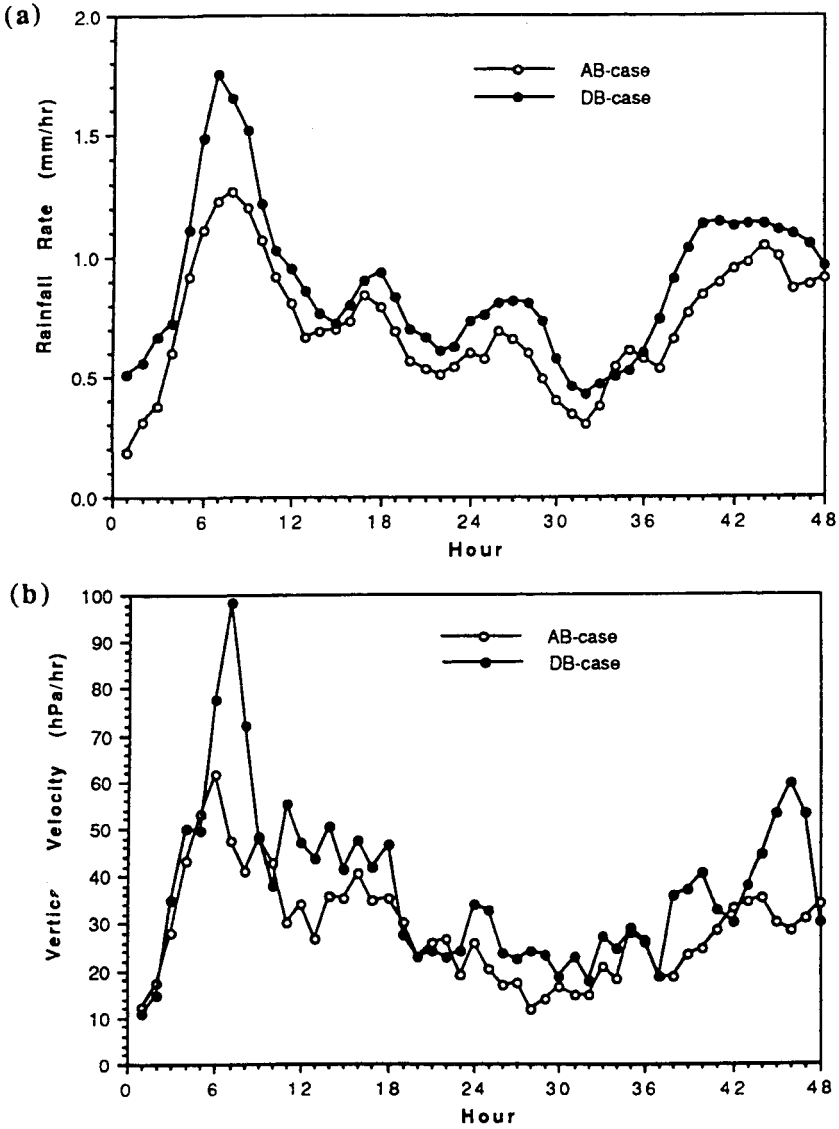 (a)
2.0
1.5
1.0
0.5
0.0
Rainfall Rate (mm/hr)
AB-case
DB-case
0 6 12 18 24 30 36 42 48
Hour
(b)
100
90
80
70
60
50
40
30
20
10
0
Velocity (hPa/hr)
AB-case
DB-case
0 6 12 18 24 30 36 42 48
Hour